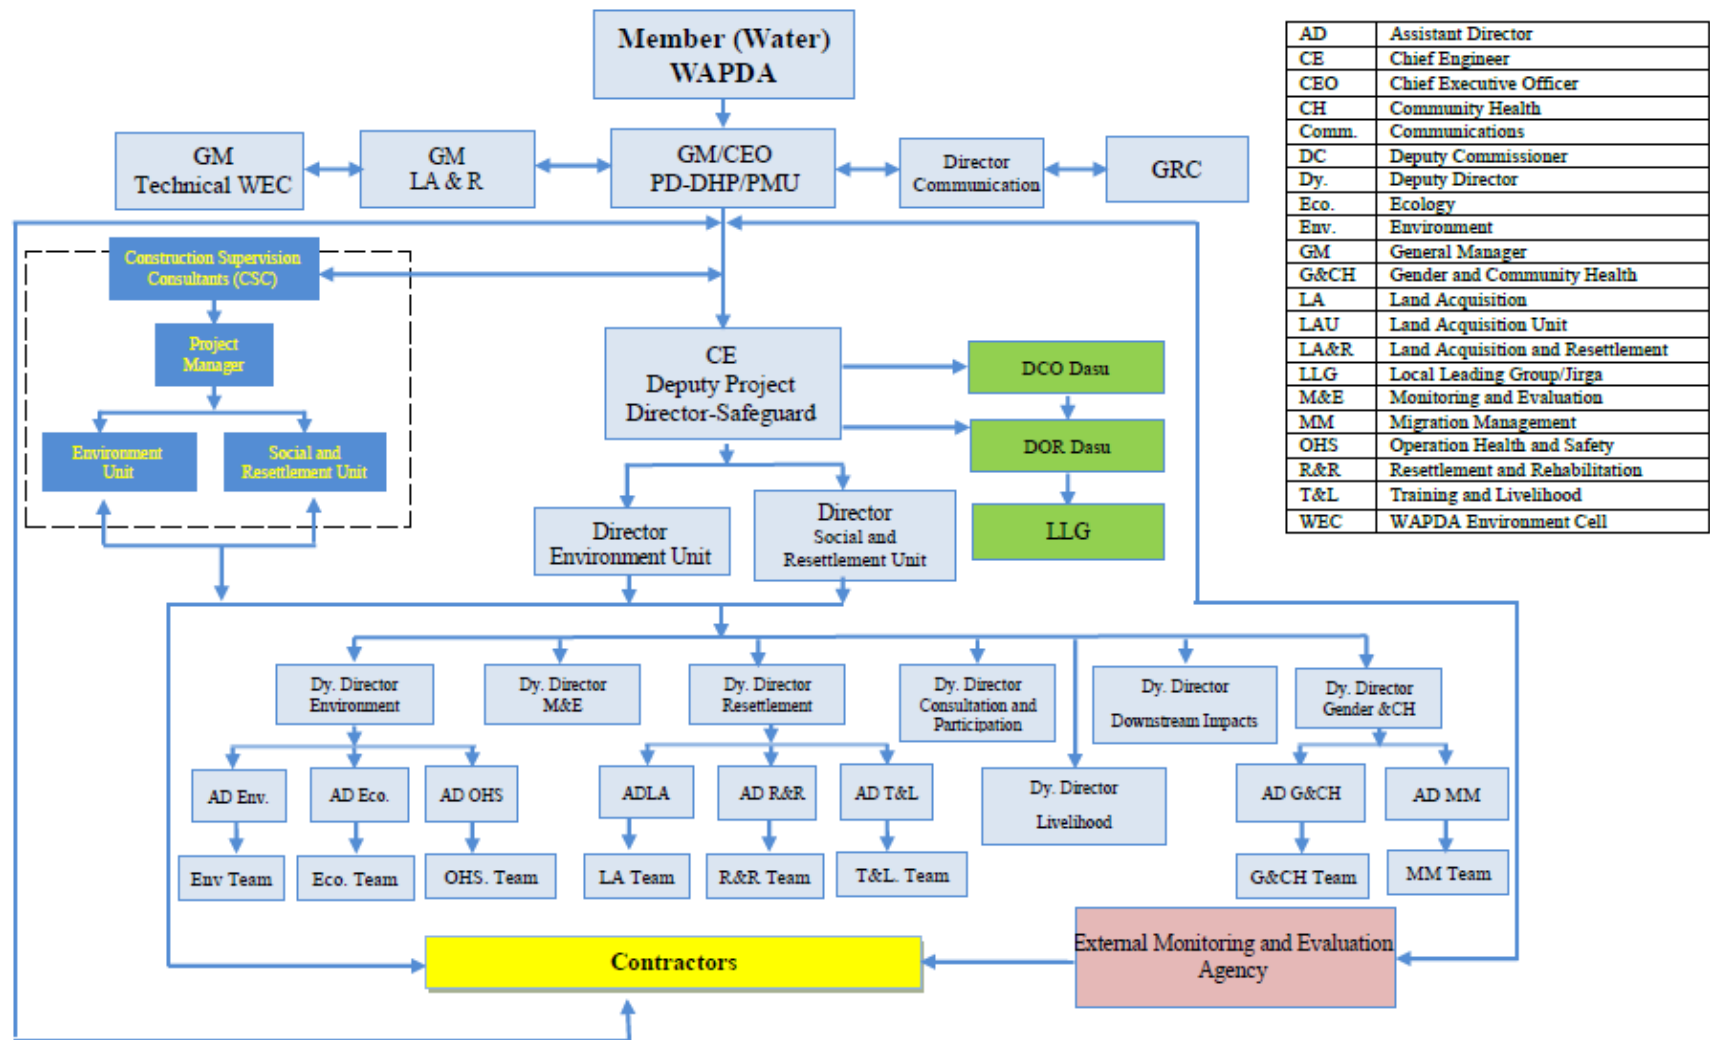 Member (Water)
WAPDA
GM
Technical WEC
GM
LA & R
GM/CEO
PD-DHP/PMU
Director
Communication
GRC
Construction Supervision
Consultants (CSC)
Project
Manager
Environment
Unit
Social and
Resettlement Unit
CE
Deputy Project
Director-Safeguard
DCO Dasu
DOR Dasu
LLG
Director
Environment Unit
Director
Social and
Resettlement Unit
Dy. Director
Environment
Dy. Director
M&E
Dy. Director
Resettlement
Dy. Director
Consultation and
Participation
Dy. Director
Downstream Impacts
Dy. Director
Gender &CH
AD Env.
AD Eco.
AD OHS
ADLA
AD R&R
AD T&L
Dy. Director
Livelihood
AD G&CH
AD MM
Env Team
Eco. Team
OHS. Team
LA Team
R&R Team
T&L. Team
G&CH Team
MM Team
Contractors
External Monitoring and Evaluation
Agency
AD Assistant Director
CE Chief Engineer
CEO Chief Executive Officer
CH Community Health
Comm. Communications
DC Deputy Commissioner
Dy. Deputy Director
Eco. Ecology
Env. Environment
GM General Manager
G&CH Gender and Community Health
LA Land Acquisition
LAU Land Acquisition Unit
LA&R Land Acquisition and Resettlement
LLG Local Leading Group/Jirga
M&E Monitoring and Evaluation
MM Migration Management
OHS Operation Health and Safety
R&R Resettlement and Rehabilitation
T&L Training and Livelihood
WEC WAPDA Environment Cell